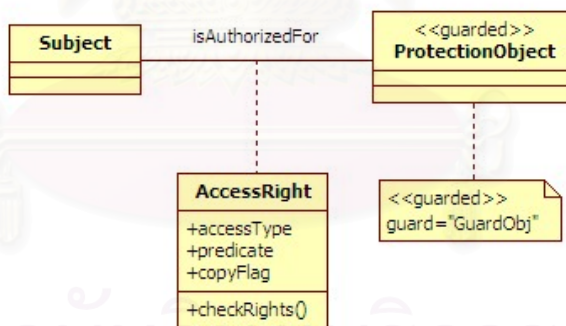 Subject
isAuthorizedFor
<<guarded>>
ProtectionObject
AccessRight
+accessType
+predicate
+copyFlag
+checkRights()
<<guarded>>
guard="GuardObj"